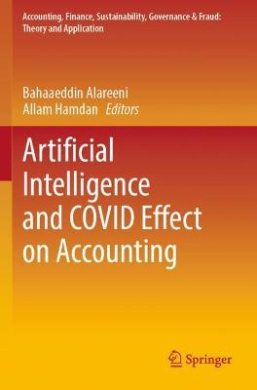 Accounting, Finance, Sustainability, Governance & Fraud:
Theory and Application
Bahaaeddin Alareeni
Allam Hamdan Editors
Artificial
Intelligence
and COVID Effect
on Accounting
Springer